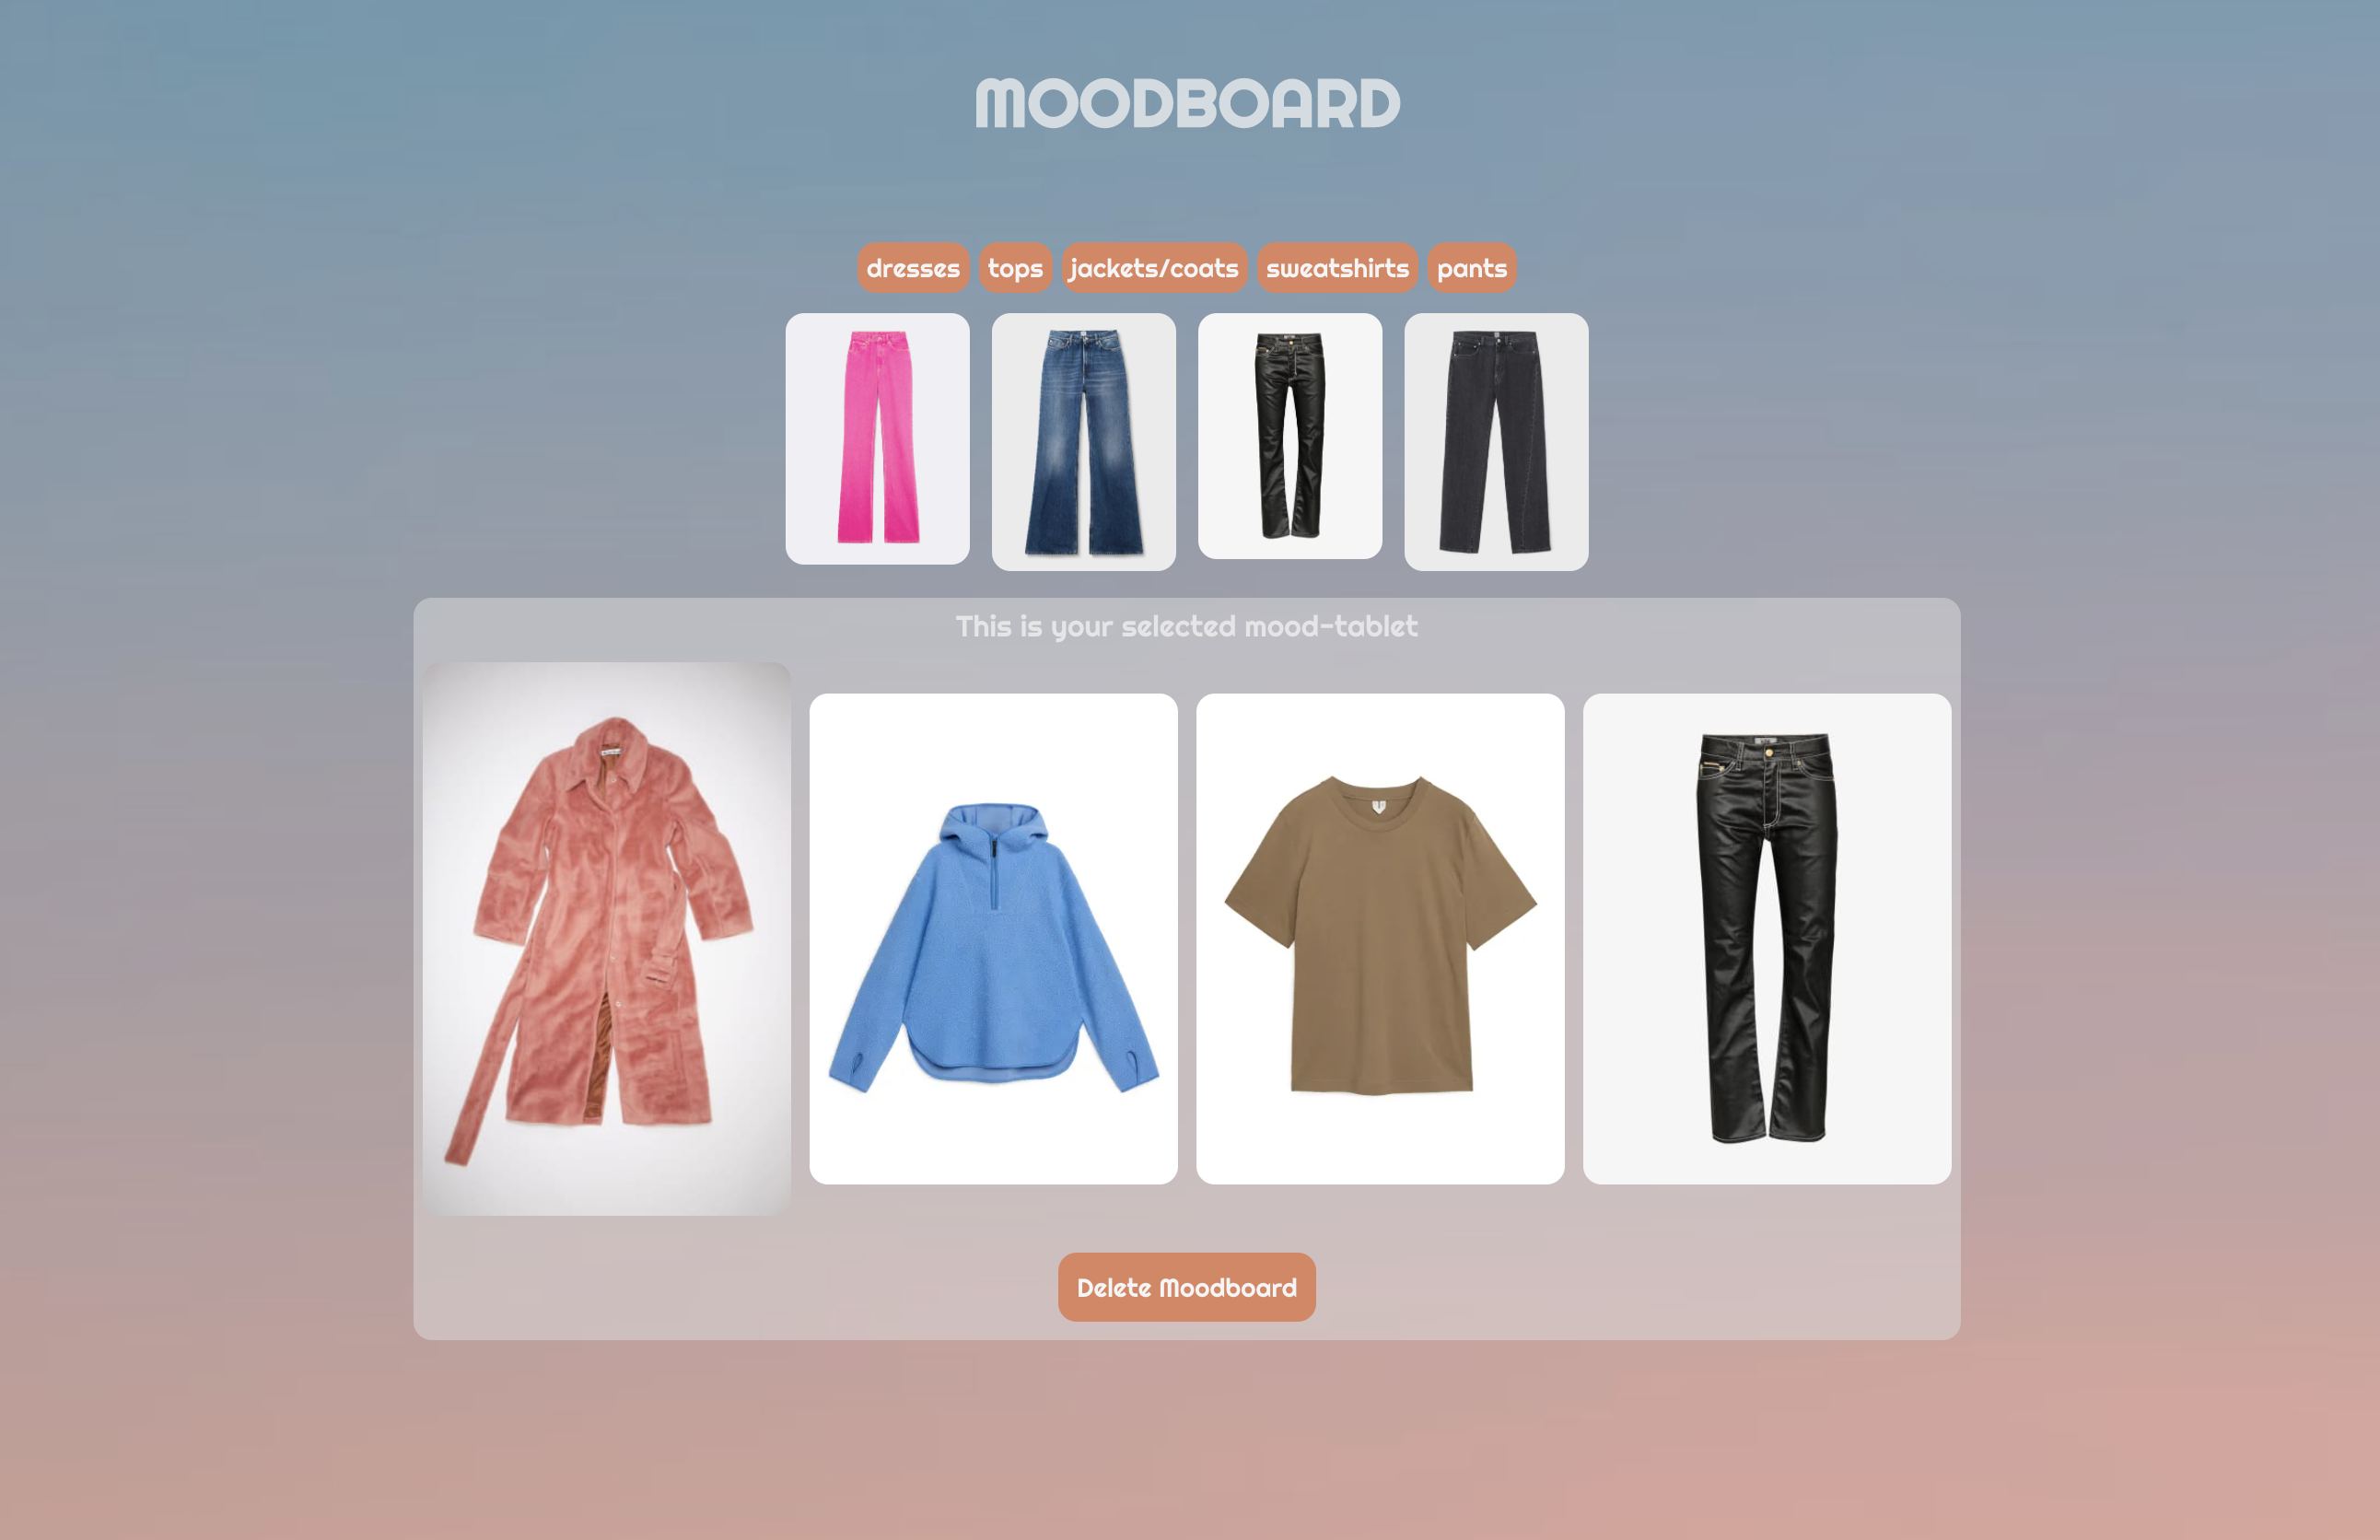 MOODBOARD
dresses tops jackets/coats sweatshirts pants
This is your selected mood-tablet
Delete Moodboard